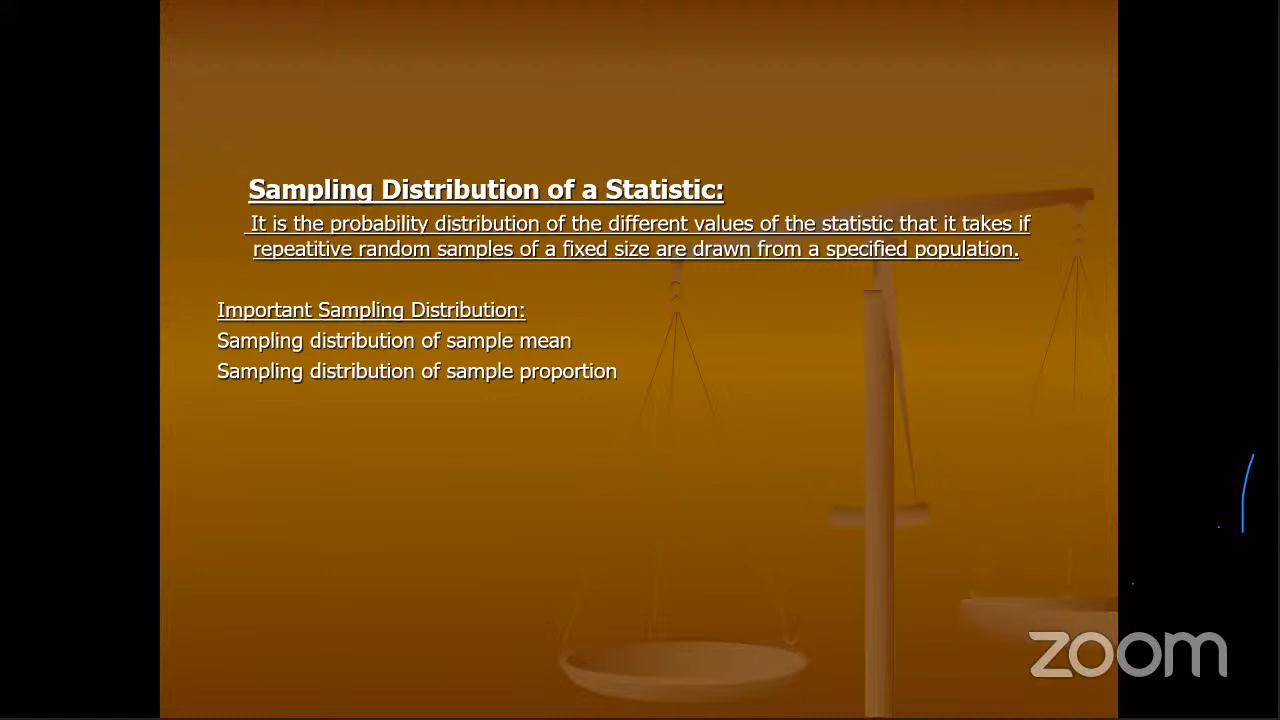 Sampling Distribution of a Statistic:
It is the probability distribution of the different values of the statistic that it takes if
repeatitive random samples of a fixed size are drawn from a specified population.
Important Sampling Distribution:
Sampling distribution of sample mean
Sampling distribution of sample proportion
zoom